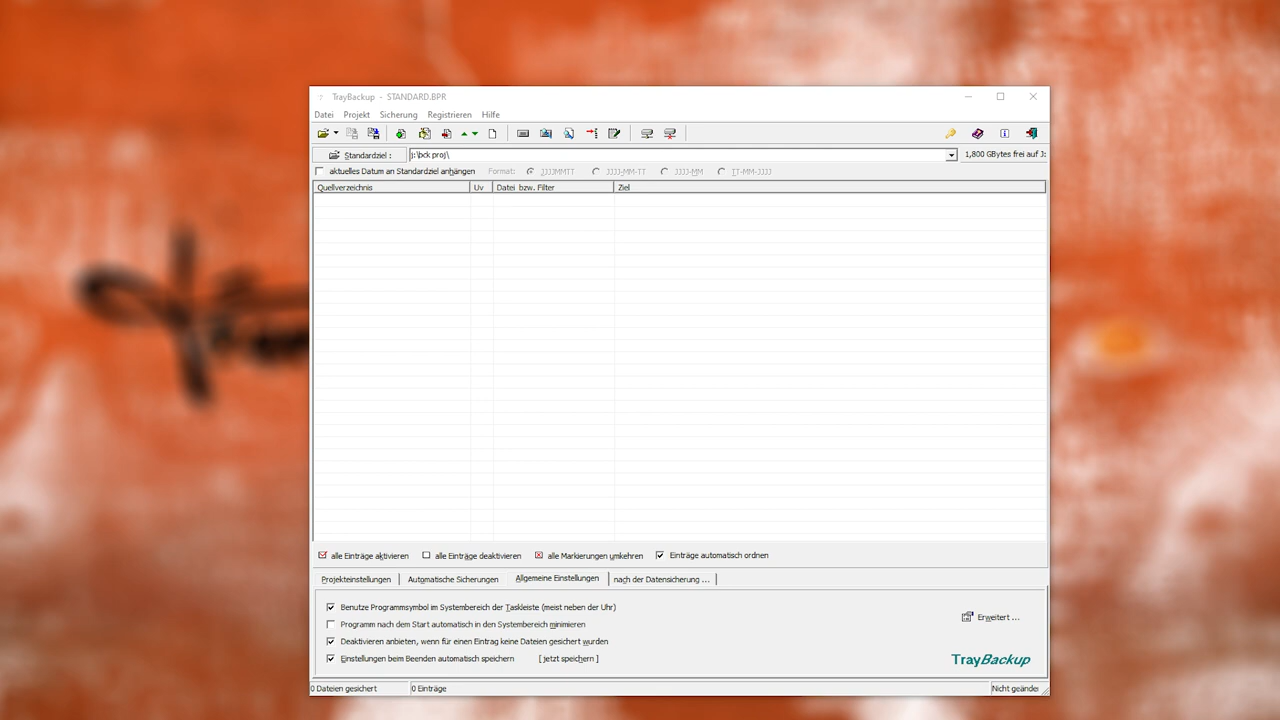 TrayBackup - STANDARD.BPR
Datei Projekt Sicherung Registrieren Hilfe
Standardziel : j:\bck proj\ 1,800 GBytes frei auf J:
aktuelles Datum an Standardziel anhängen Format: JJJJMMTT JJJJ-MM-TT JJJJ-MM TT-MM-JJJJ
Quellverzeichnis Uv Datei bzw. Filter Ziel
alle Einträge aktivieren alle Einträge deaktivieren alle Markierungen umkehren Einträge automatisch ordnen
Projekteinstellungen Automatische Sicherungen Allgemeine Einstellungen nach der Datensicherung ...
Benutze Programmsymbol im Systembereich der Taskleiste (meist neben der Uhr)
Programm nach dem Start automatisch in den Systembereich minimieren
Erweitert ...
Deaktivieren anbieten, wenn für einen Eintrag keine Dateien gesichert wurden
Einstellungen beim Beenden automatisch speichern [ jetzt speichern ]
TrayBackup
0 Dateien gesichert 0 Einträge Nicht geänder